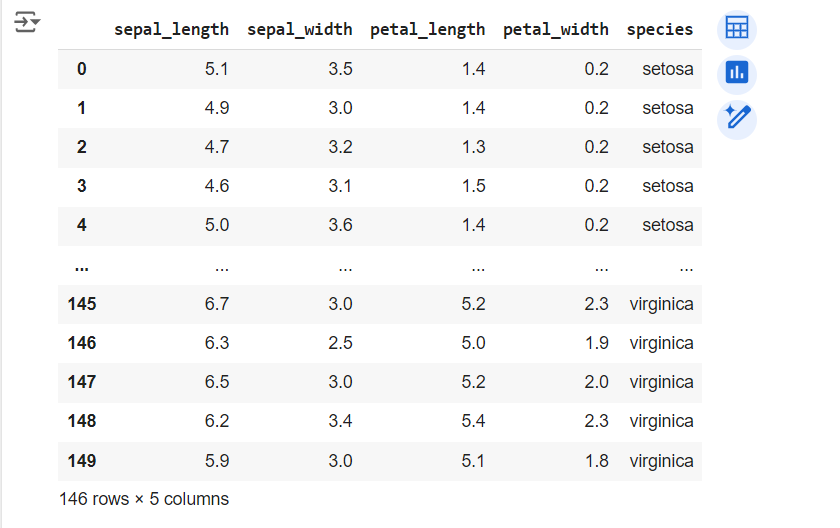 sepal_length sepal_width petal_length petal_width species
0 5.1 3.5 1.4 0.2 setosa
1 4.9 3.0 1.4 0.2 setosa
2 4.7 3.2 1.3 0.2 setosa
3 4.6 3.1 1.5 0.2 setosa
4 5.0 3.6 1.4 0.2 setosa
... ... ... ... ... ...
145 6.7 3.0 5.2 2.3 virginica
146 6.3 2.5 5.0 1.9 virginica
147 6.5 3.0 5.2 2.0 virginica
148 6.2 3.4 5.4 2.3 virginica
149 5.9 3.0 5.1 1.8 virginica
146 rows × 5 columns